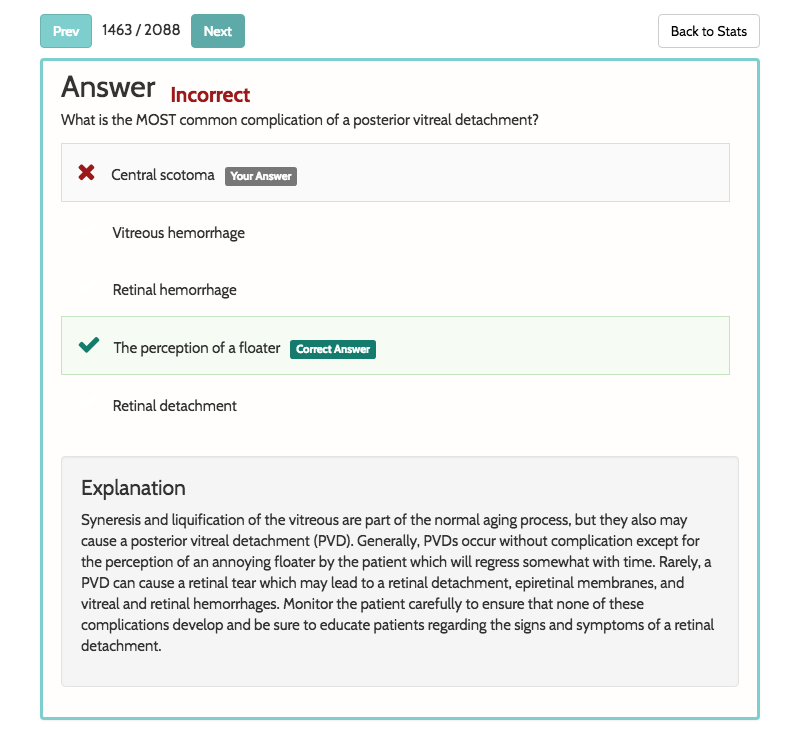 Prev 1463 / 2088 Next Back to Stats
Answer Incorrect
What is the MOST common complication of a posterior vitreal detachment?
Central scotoma Your Answer
Vitreous hemorrhage
Retinal hemorrhage
The perception of a floater Correct Answer
Retinal detachment
Explanation
Syneresis and liquification of the vitreous are part of the normal aging process, but they also may
cause a posterior vitreal detachment (PVD). Generally, PVDs occur without complication except for
the perception of an annoying floater by the patient which will regress somewhat with time. Rarely, a
PVD can cause a retinal tear which may lead to a retinal detachment, epiretinal membranes, and
vitreal and retinal hemorrhages. Monitor the patient carefully to ensure that none of these
complications develop and be sure to educate patients regarding the signs and symptoms of a retinal
detachment.